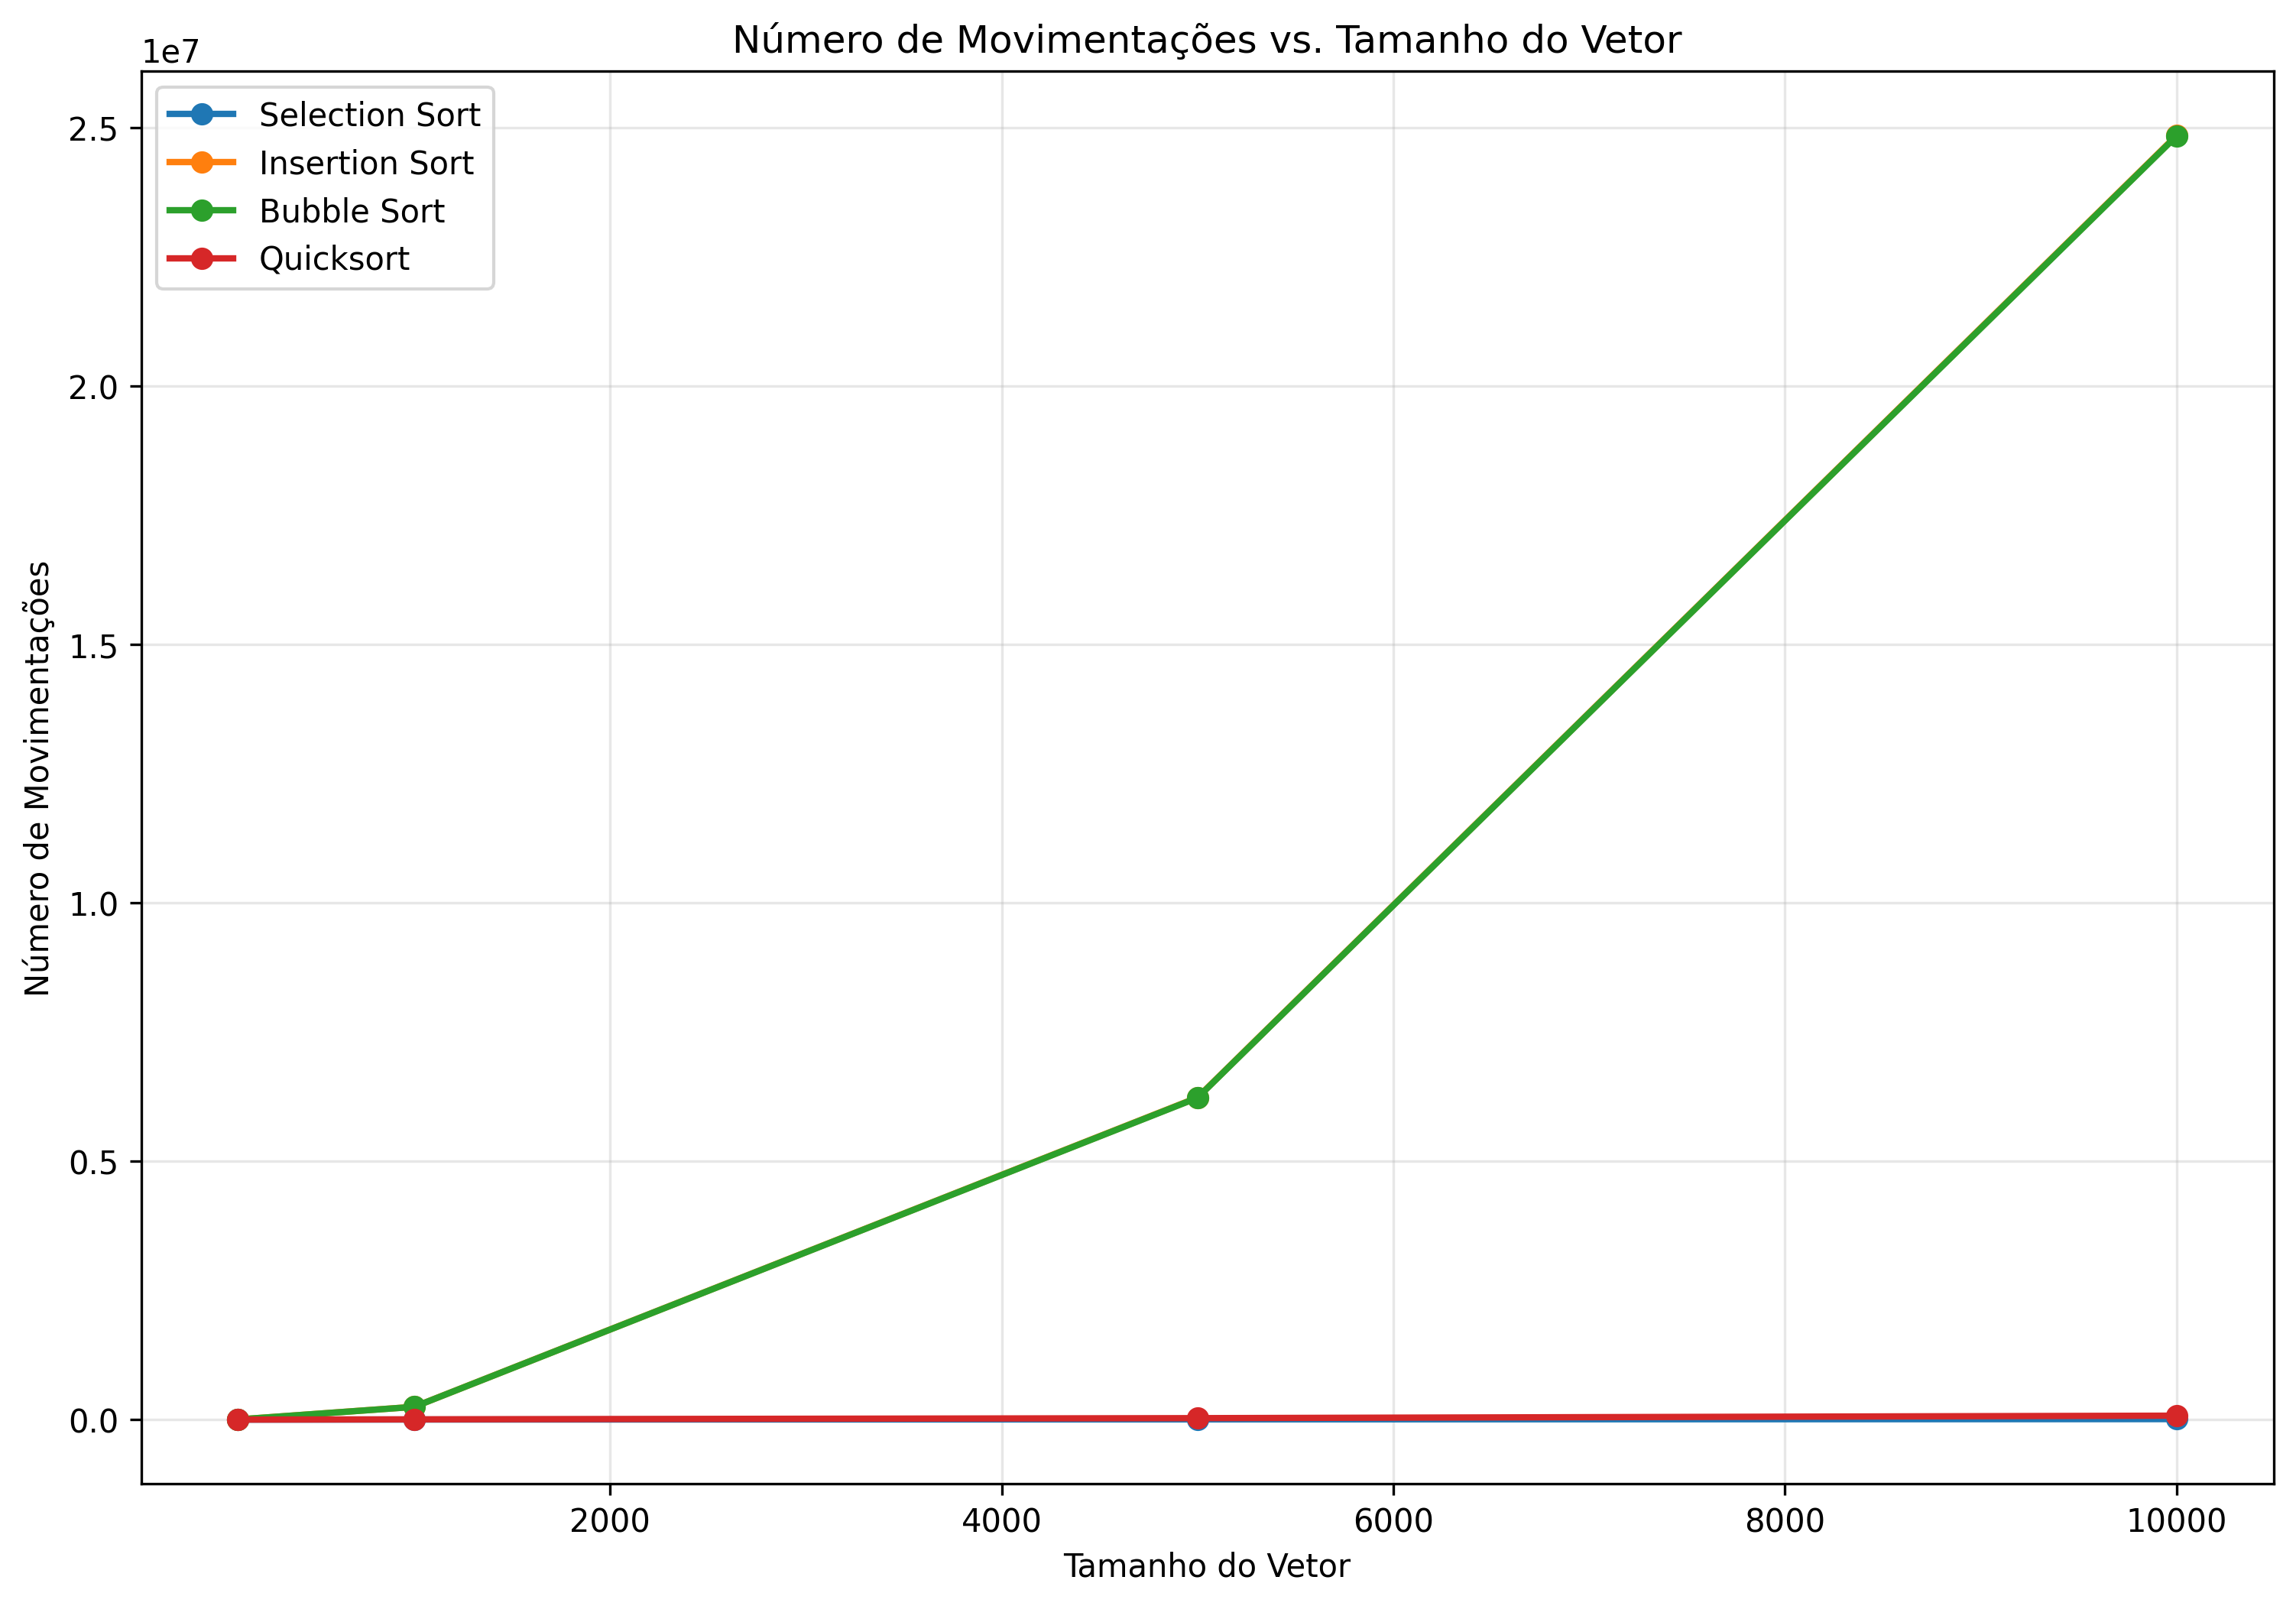 Número de Movimentações vs. Tamanho do Vetor
1e7
Selection Sort
Insertion Sort
Bubble Sort
Quicksort
2.5
2.0
1.5
1.0
0.5
0.0
Número de Movimentações
2000 4000 6000 8000 10000
Tamanho do Vetor